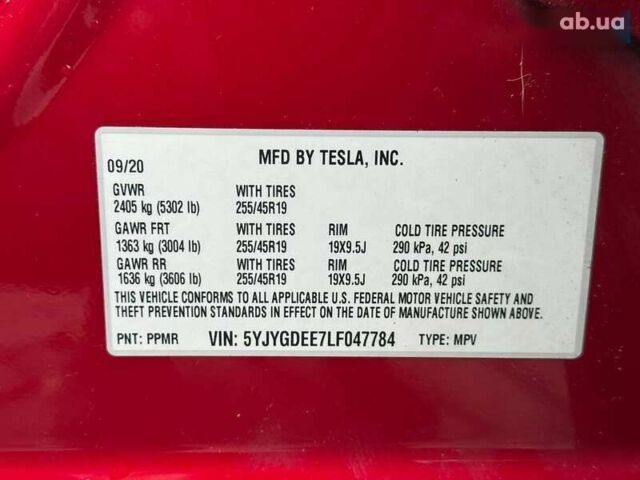 ab.ua
MFD BY TESLA, INC.
09/20
GVWR WITH TIRES
2405 kg (5302 lb) 255/45R19
GAWR FRT WITH TIRES RIM COLD TIRE PRESSURE
1363 kg (3004 lb) 255/45R19 19X9.5J 290 kPa, 42 psi
GAWR RR WITH TIRES RIM COLD TIRE PRESSURE
1636 kg (3606 lb) 255/45R19 19X9.5J 290 kPa, 42 psi
THIS VEHICLE CONFORMS TO ALL APPLICABLE U.S. FEDERAL MOTOR VEHICLE SAFETY AND
THEFT PREVENTION STANDARDS IN EFFECT ON DATE OF MANUFACTURE SHOWN ABOVE.
PNT: PPMR VIN: 5YJYGDEE7LF047784 TYPE: MPV